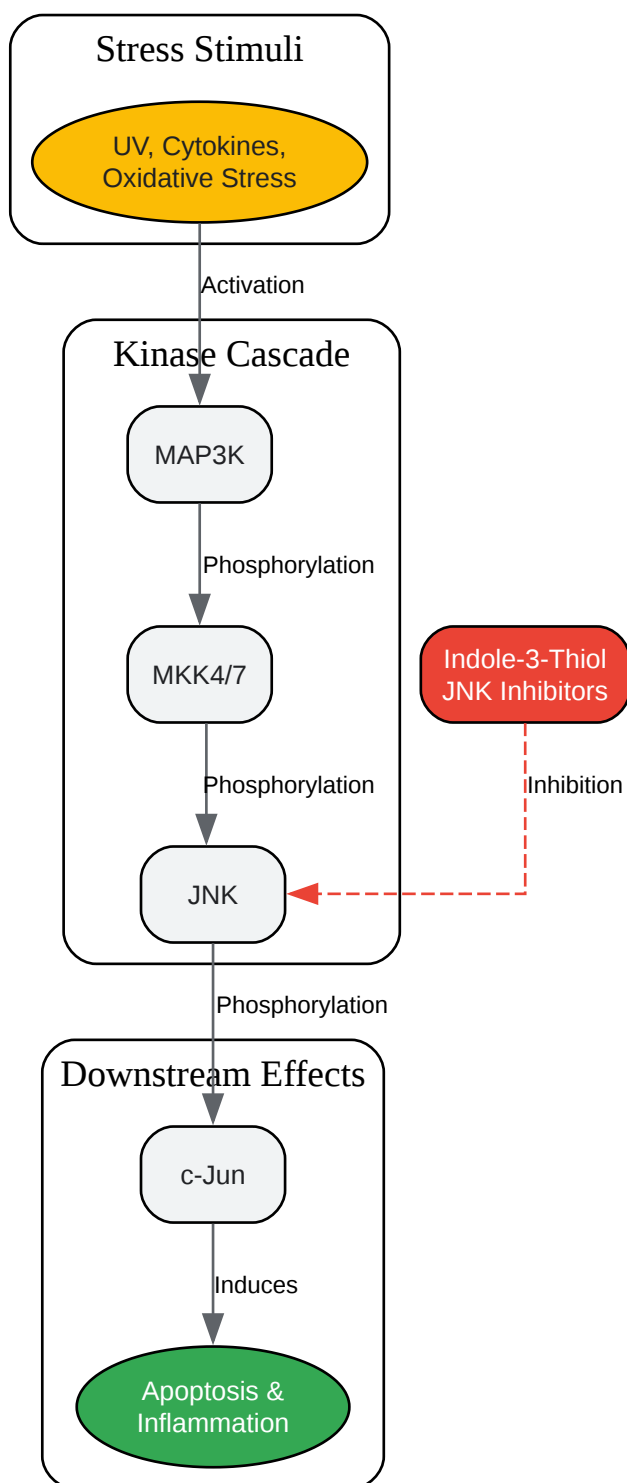 Stress Stimuli
UV, Cytokines,
Oxidative Stress
Activation
Kinase Cascade
MAP3K
Phosphorylation
MKK4/7
Indole-3-Thiol
JNK Inhibitors
Phosphorylation
Inhibition
JNK
Phosphorylation
Downstream Effects
c-Jun
Induces
Apoptosis &
Inflammation